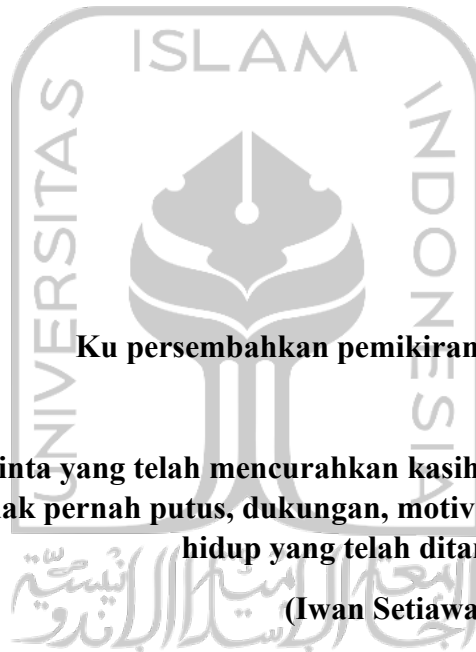 ISLAM
UNIVERSITAS
INDONESIA
Ku persembahkan pemikiran
inta yang telah mencurahkan kasih
ak pernah putus, dukungan, motiv
hidup yang telah dita
(Iwan Setiawa